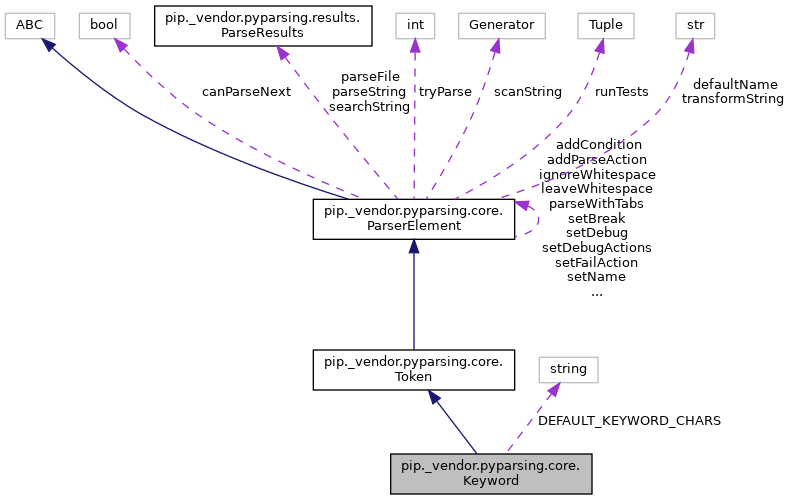 ABC
bool
pip._vendor.pyparsing.results.
ParseResults
int
Generator
Tuple
str
canParseNext
parseFile
parseString
searchString
tryParse
scanString
runTests
defaultName
transformString
addCondition
addParseAction
ignoreWhitespace
leaveWhitespace
parseWithTabs
setBreak
setDebug
setDebugActions
setFailAction
setName
...
pip._vendor.pyparsing.core.
ParserElement
pip._vendor.pyparsing.core.
Token
string
DEFAULT_KEYWORD_CHARS
pip._vendor.pyparsing.core.
Keyword